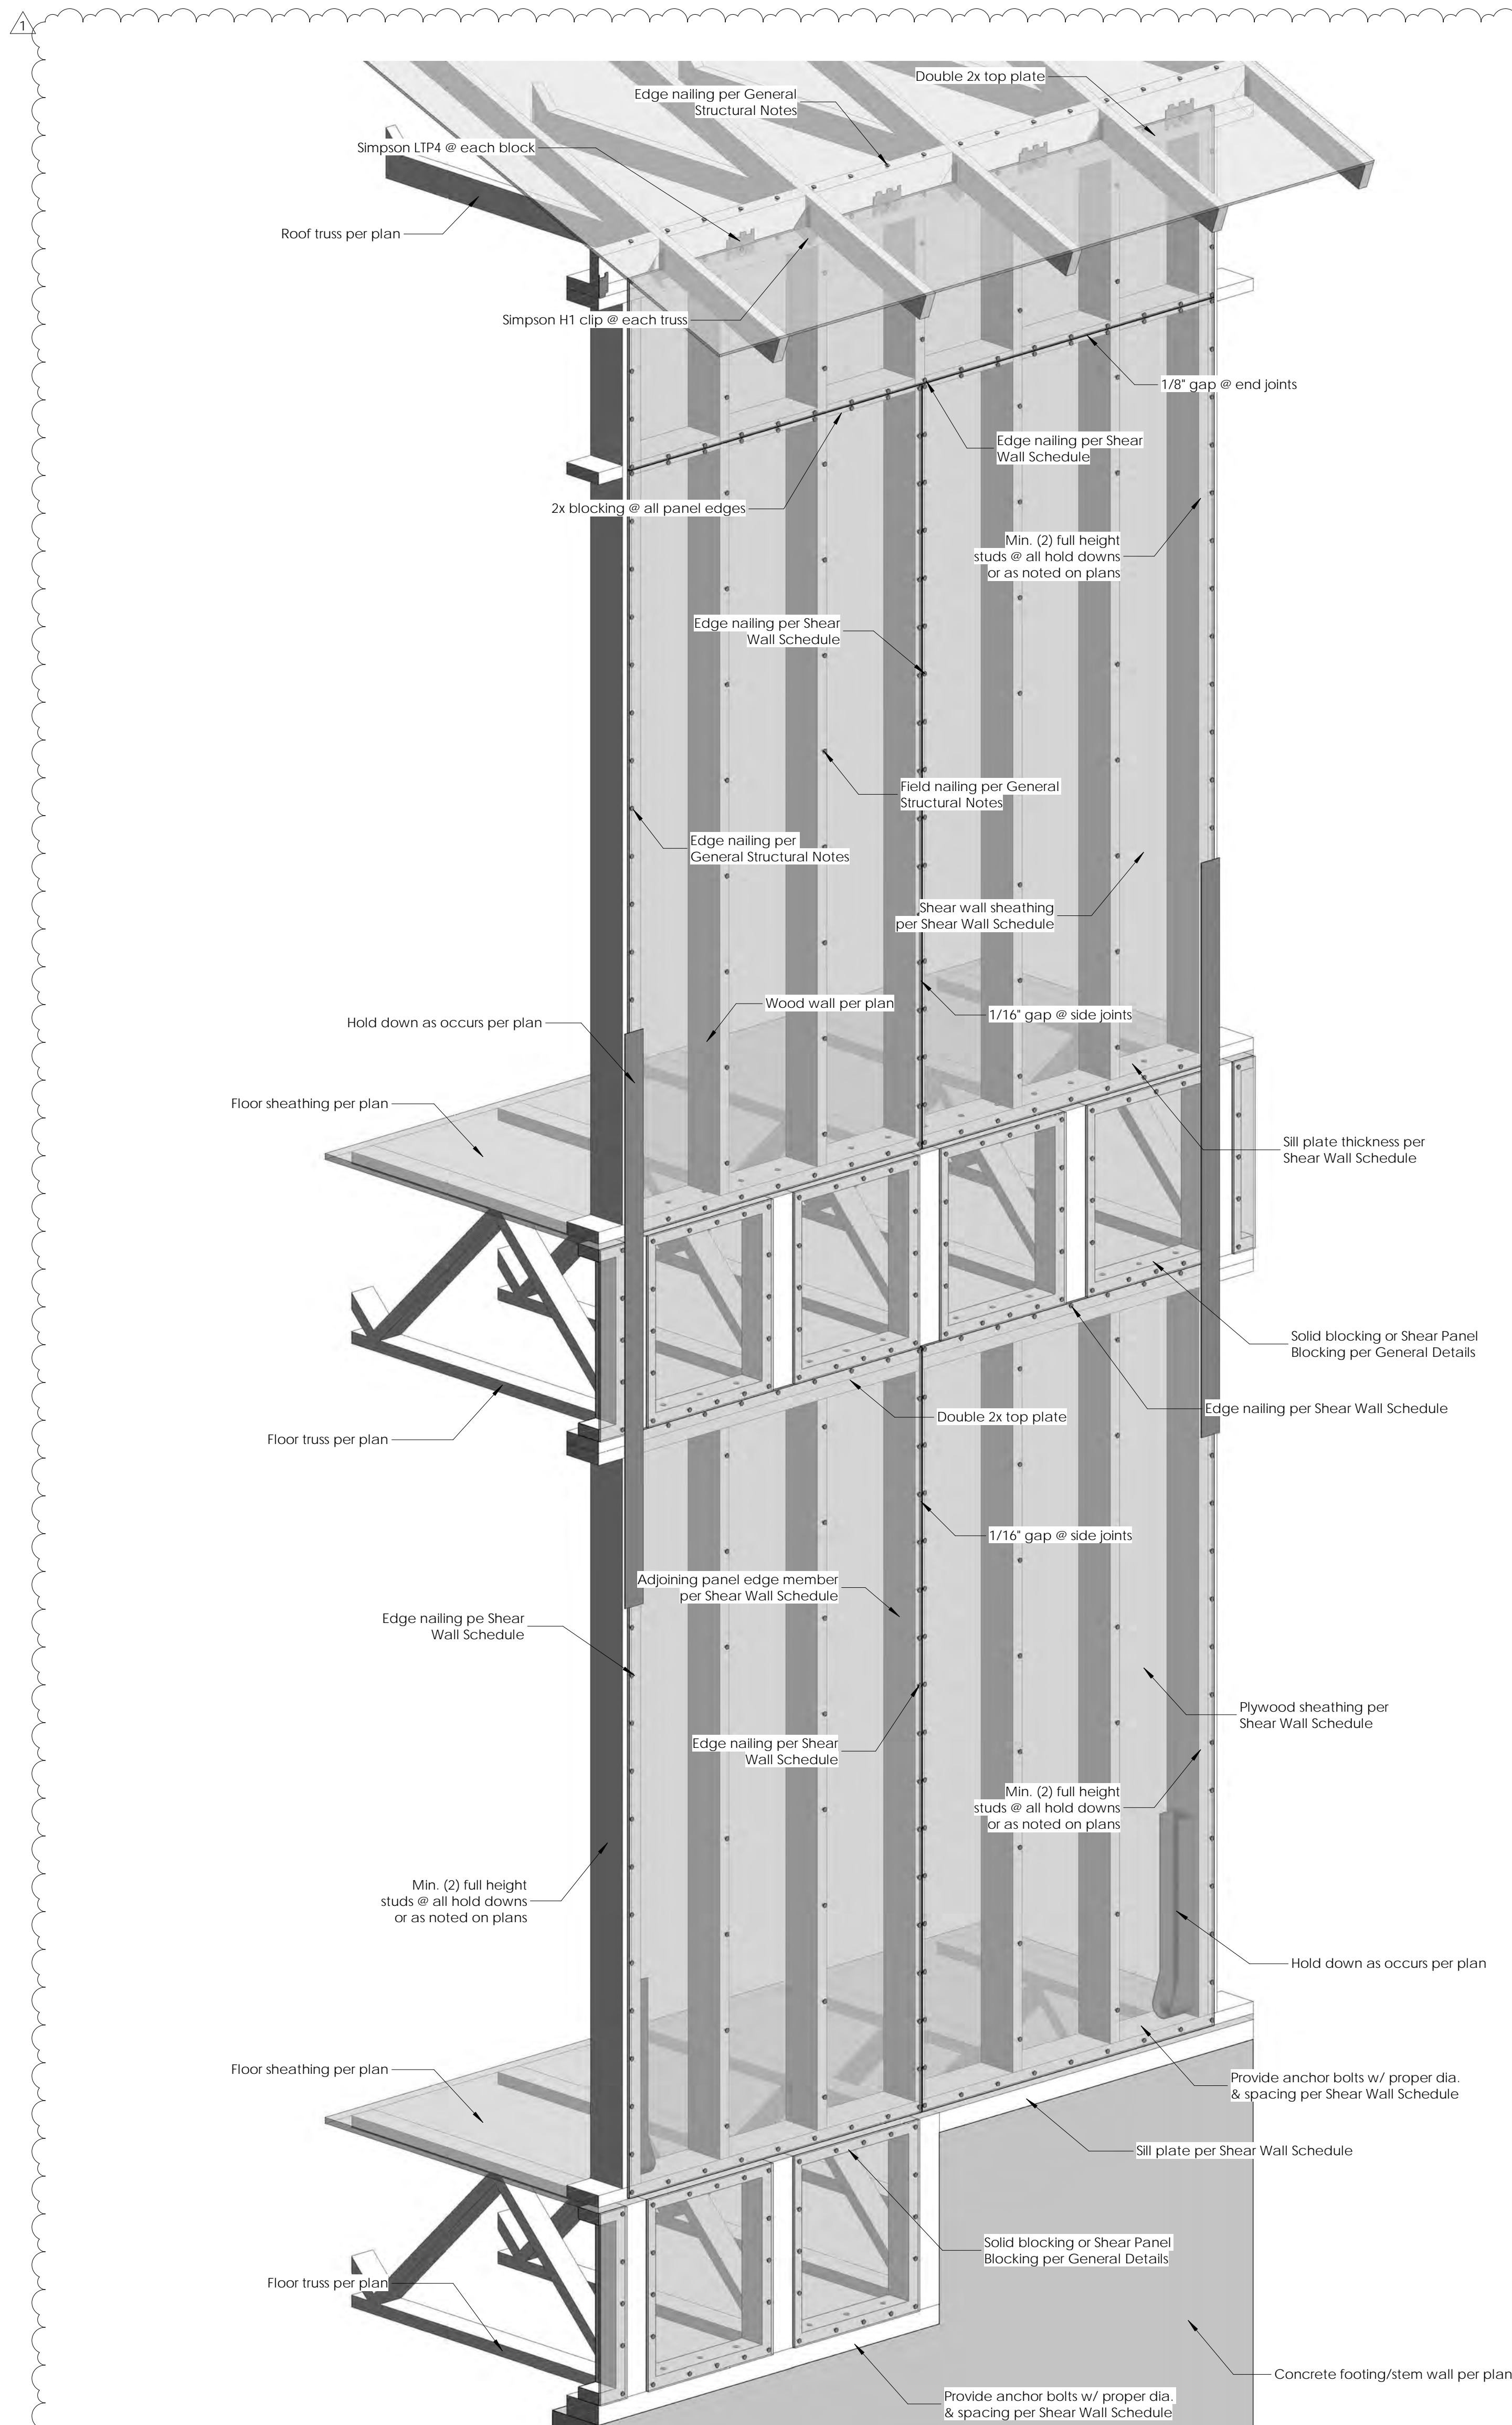 1
Double 2x top plate
Edge nailing per General
Structural Notes
Simpson LTP4 @ each block
Roof truss per plan
Simpson H1 clip @ each truss
1/8" gap @ end joints
Edge nailing per Shear
Wall Schedule
2x blocking @ all panel edges
Min. (2) full height
studs @ all hold downs
or as noted on plans
Edge nailing per Shear
Wall Schedule
Field nailing per General
Structural Notes
Edge nailing per
General Structural Notes
Shear wall sheathing
per Shear Wall Schedule
Wood wall per plan
1/16" gap @ side joints
Hold down as occurs per plan
Floor sheathing per plan
Sill plate thickness per
Shear Wall Schedule
Solid blocking or Shear Panel
Blocking per General Details
Edge nailing per Shear Wall Schedule
Double 2x top plate
Floor truss per plan
1/16" gap @ side joints
Adjoining panel edge member
per Shear Wall Schedule
Edge nailing pe Shear
Wall Schedule
Plywood sheathing per
Shear Wall Schedule
Edge nailing per Shear
Wall Schedule
Min. (2) full height
studs @ all hold downs
or as noted on plans
Min. (2) full height
studs @ all hold downs
or as noted on plans
Hold down as occurs per plan
Floor sheathing per plan
Provide anchor bolts w/ proper dia.
& spacing per Shear Wall Schedule
Sill plate per Shear Wall Schedule
Solid blocking or Shear Panel
Blocking per General Details
Floor truss per plan
Concrete footing/stem wall per plan
Provide anchor bolts w/ proper dia.
& spacing per Shear Wall Schedule